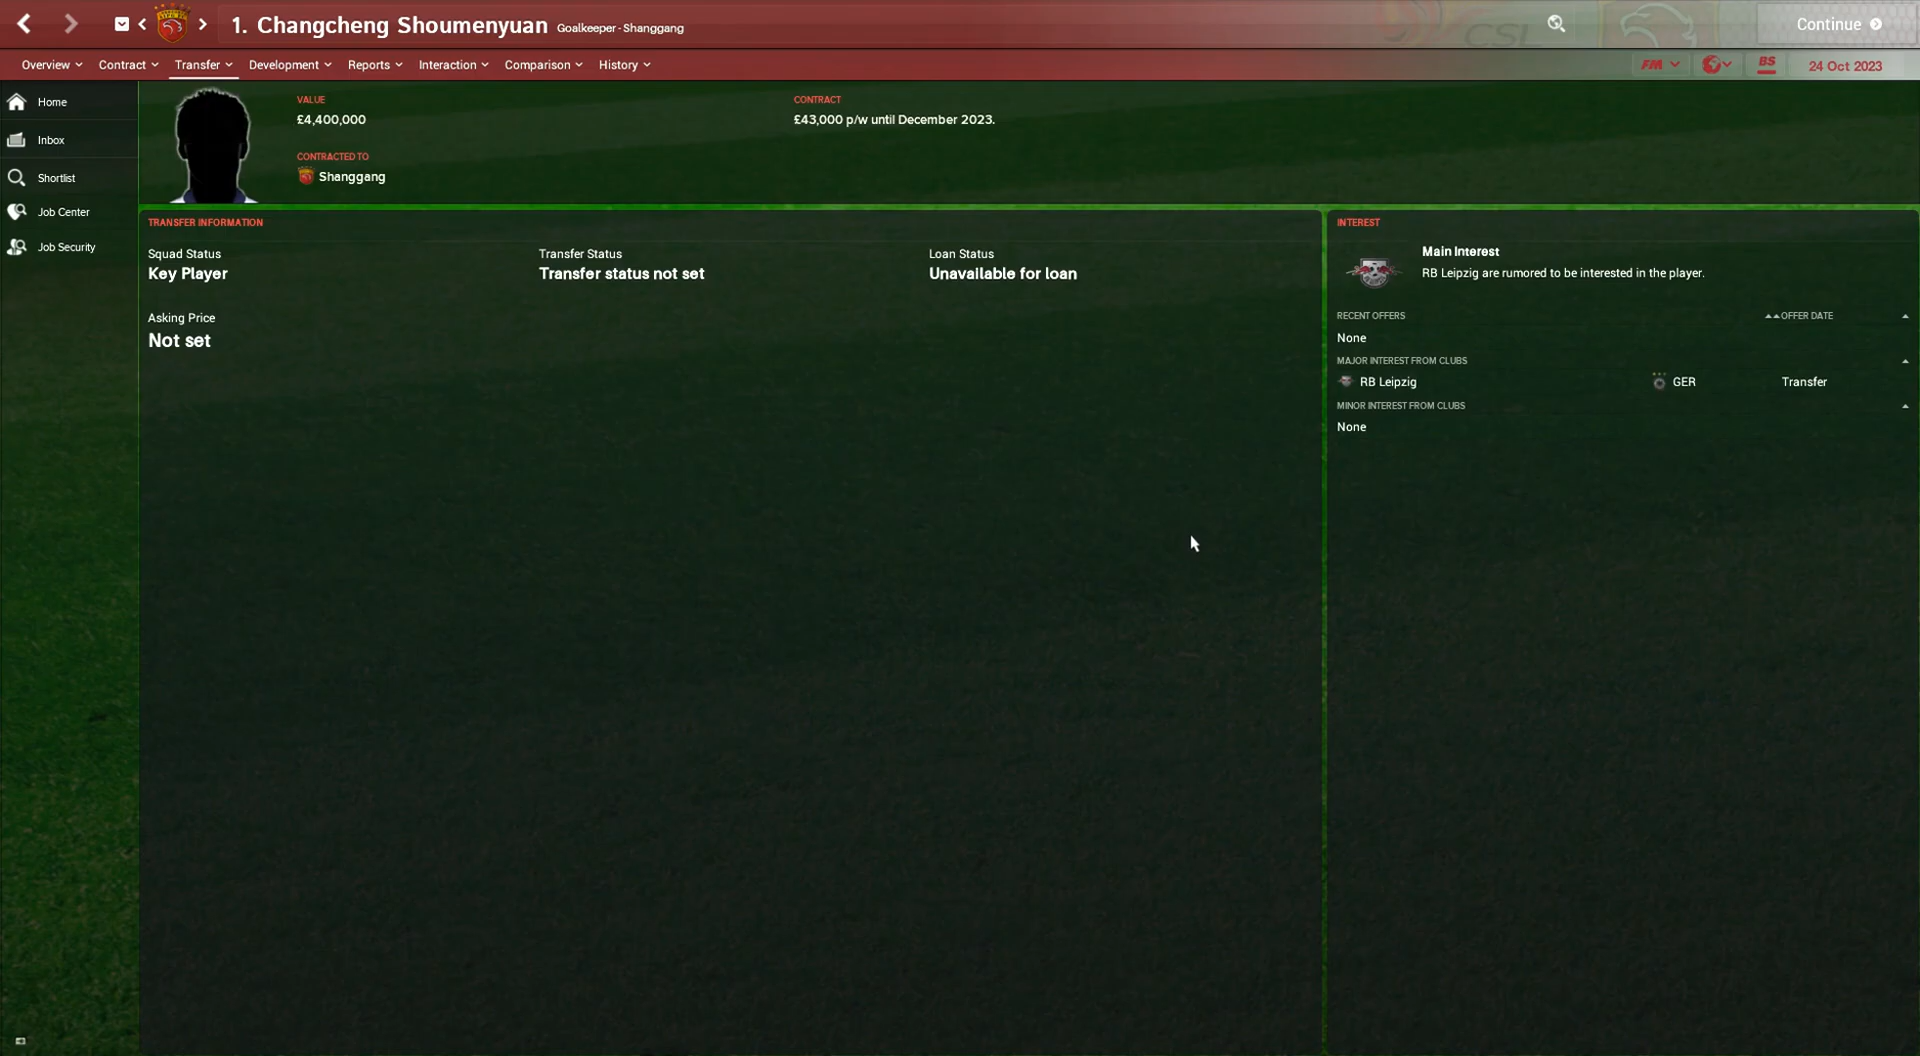 1. Changcheng Shoumenyuan Goalkeeper - Shanggang
CSL
Continue
Overview Contract Transfer Development Reports Interaction Comparison History
FM BS 24 Oct 2023
Home
Inbox
Shortlist
Job Center
Job Security
VALUE
£4,400,000
CONTRACTED TO
Shanggang
CONTRACT
£43,000 p/w until December 2023.
TRANSFER INFORMATION
Squad Status
Key Player
Transfer Status
Transfer status not set
Loan Status
Unavailable for loan
Asking Price
Not set
INTEREST
Main Interest
RB Leipzig are rumored to be interested in the player.
RECENT OFFERS OFFER DATE
None
MAJOR INTEREST FROM CLUBS
RB Leipzig GER Transfer
MINOR INTEREST FROM CLUBS
None